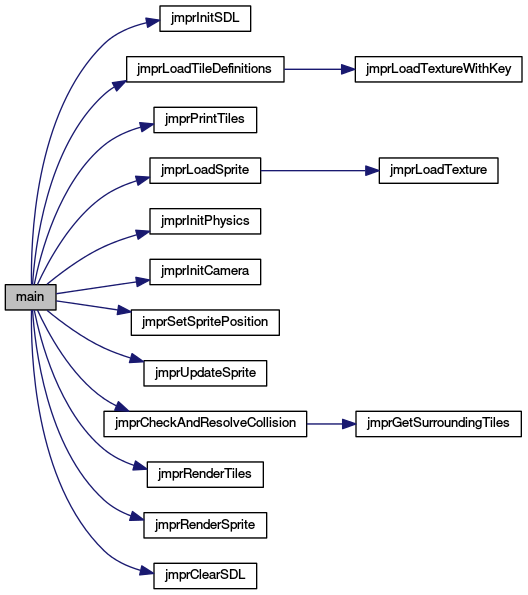 jmprInitSDL
jmprLoadTileDefinitions
jmprLoadTextureWithKey
jmprPrintTiles
jmprLoadSprite
jmprLoadTexture
jmprInitPhysics
jmprInitCamera
main
jmprSetSpritePosition
jmprUpdateSprite
jmprCheckAndResolveCollision
jmprGetSurroundingTiles
jmprRenderTiles
jmprRenderSprite
jmprClearSDL